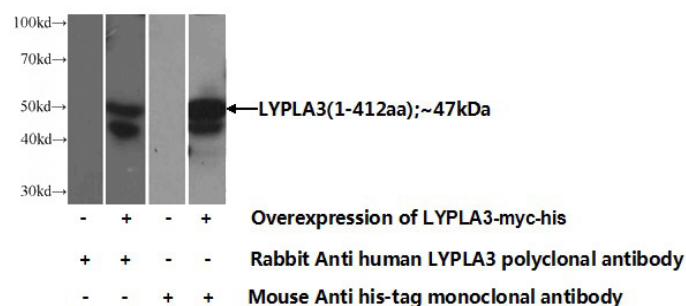 100kd→
70kd→
50kd→
LYPLA3(1-412aa);~47kDa
40kd→
30kd→
- + - + Overexpression of LYPLA3-myc-his
+ + - - Rabbit Anti human LYPLA3 polyclonal antibody
- - + + Mouse Anti his-tag monoclonal antibody